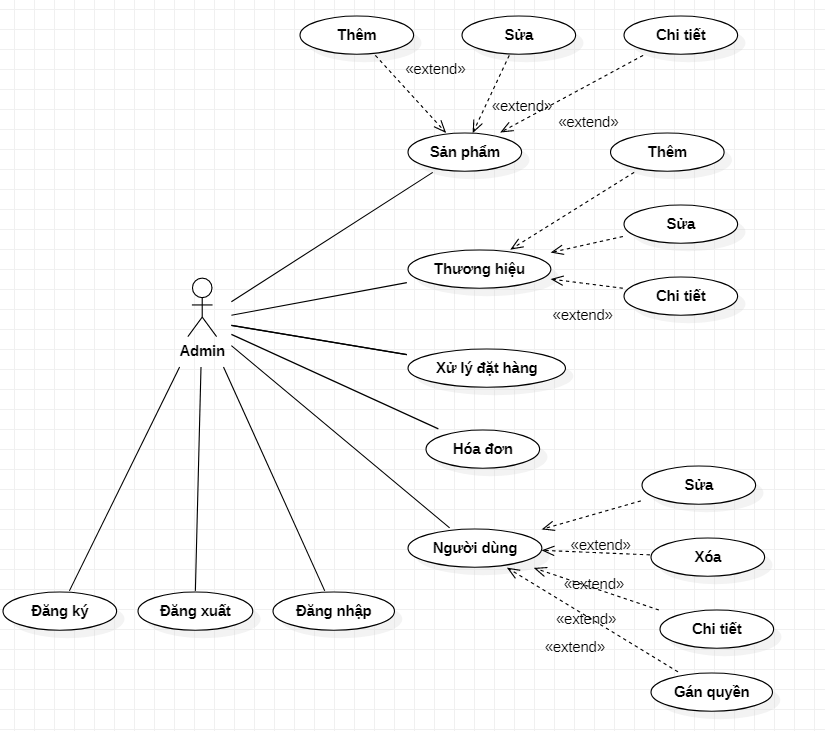 Thêm
Sửa
Chi tiết
«extend»
«extend»
«extend»
Sản phẩm
Thêm
Sửa
Thương hiệu
Chi tiết
«extend»
Admin
Xử lý đặt hàng
Hóa đơn
Sửa
Người dùng
«extend»
Xóa
«extend»
Chi tiết
«extend»
«extend»
Gán quyền
Đăng ký
Đăng xuất
Đăng nhập